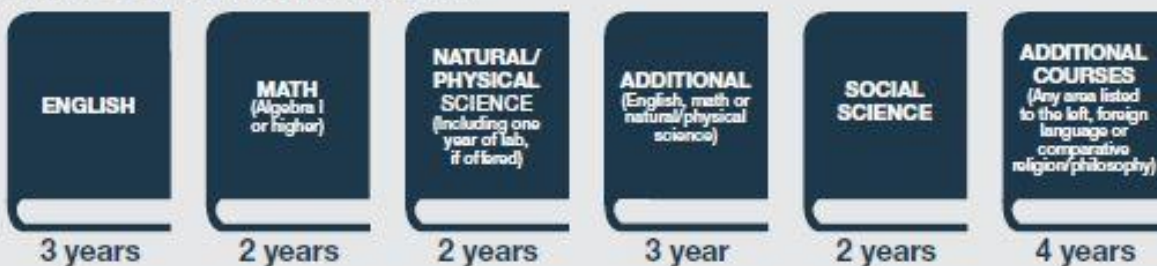 ENGLISH
3 years
MATH
(Algebra I
or higher)
2 years
NATURAL/
PHYSICAL
SCIENCE
(Including one
year of lab,
if offered)
2 years
ADDITIONAL
(English, math or
natural/physical
science)
3 year
SOCIAL
SCIENCE
2 years
ADDITIONAL
COURSES
(Any area listed
to the left, foreign
language or
comparative
religion/philosophy)
4 years